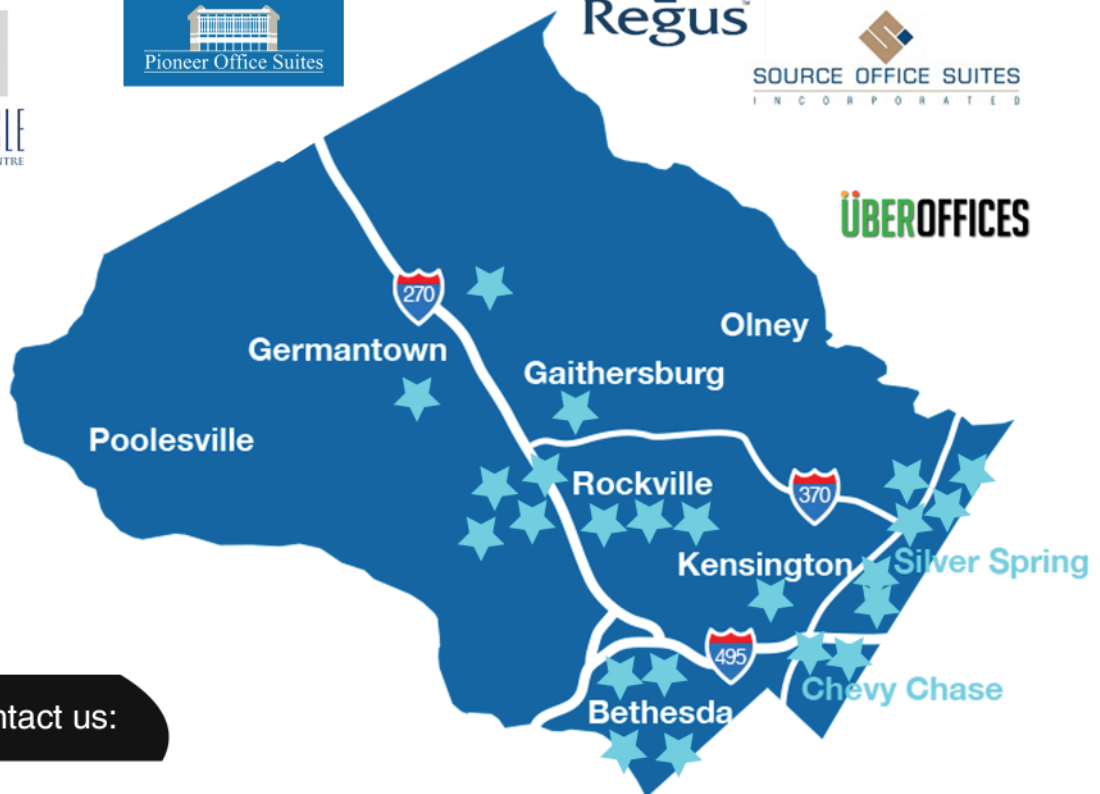 Regus
Pioneer Office Suites
SOURCE OFFICE SUITES
INCORPORATED
NTRE
ÜBEROFFICES
270
Olney
Germantown
Gaithersburg
Poolesville
Rockville
370
Kensington
Silver Spring
495
Chevy Chase
Bethesda
ntact us: